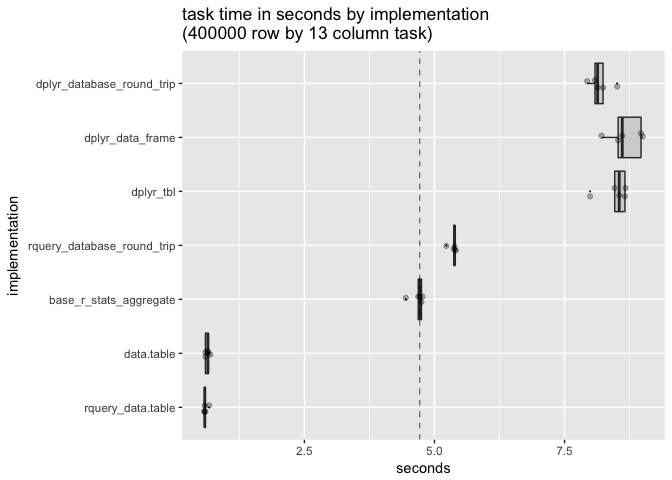 task time in seconds by implementation
(400000 row by 13 column task)
dplyr_database_round_trip
dplyr_data_frame
dplyr_tbl
rquery_database_round_trip
base_r_stats_aggregate
data.table
rquery_data.table
implementation
2.5 5.0 7.5
seconds